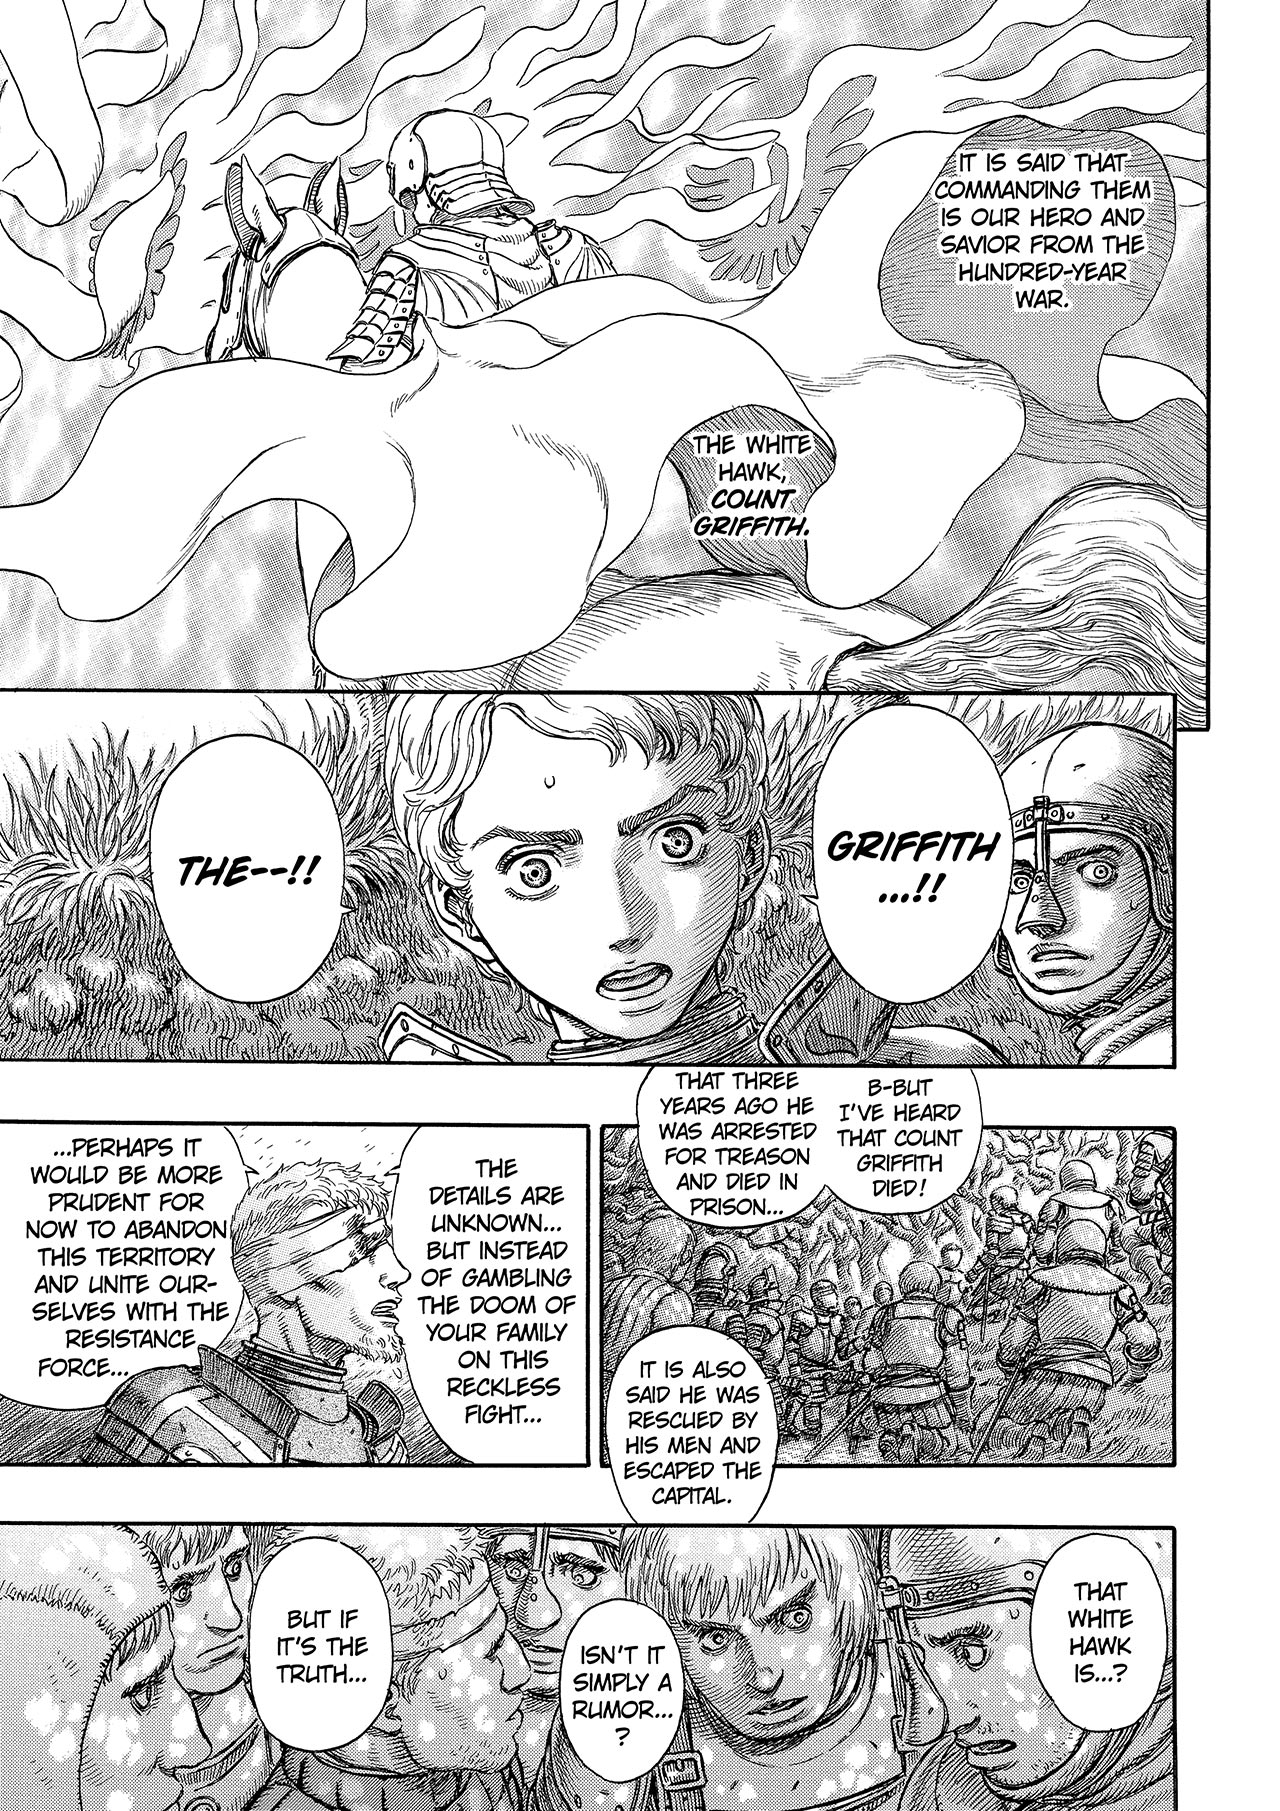 IT IS SAID THAT
COMMANDING THEM
IS OUR HERO AND
SAVIOR FROM THE
HUNDRED-YEAR
WAR.
THE WHITE
HAWK,
COUNT
GRIFFITH.
GRIFFITH
...!!
THE--!!
B-BUT
I'VE HEARD
THAT COUNT
GRIFFITH
DIED!
THAT THREE
YEARS AGO HE
WAS ARRESTED
FOR TREASON
AND DIED IN
PRISON...
IT IS ALSO
SAID HE WAS
RESCUED BY
HIS MEN AND
ESCAPED THE
CAPITAL.
THE
DETAILS ARE
UNKNOWN...
BUT INSTEAD
OF GAMBLING
THE DOOM OF
YOUR FAMILY
ON THIS
RECKLESS
FIGHT...
...PERHAPS IT
WOULD BE MORE
PRUDENT FOR
NOW TO ABANDON
THIS TERRITORY
AND UNITE OUR-
SELVES WITH THE
RESISTANCE
FORCE...
THAT
WHITE
HAWK
IS...?
ISN'T IT
SIMPLY A
RUMOR...
?
BUT IF
IT'S THE
TRUTH...